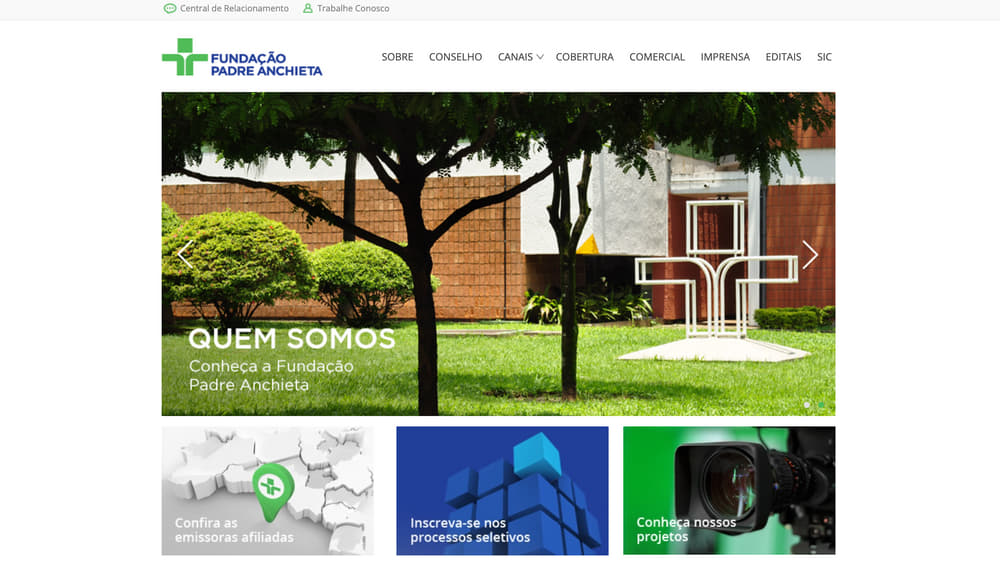 Central de Relacionamento
Trabalhe Conosco
FUNDAÇÃO
PADRE ANCHIETA
SOBRE
CONSELHO
CANAIS
COBERTURA
COMERCIAL
IMPRENSA
EDITAIS
SIC
QUEM SOMOS
Conheça a Fundação
Padre Anchieta
Confira as
emissoras afiliadas
Inscreva-se nos
processos seletivos
Conheça nossos
projetos